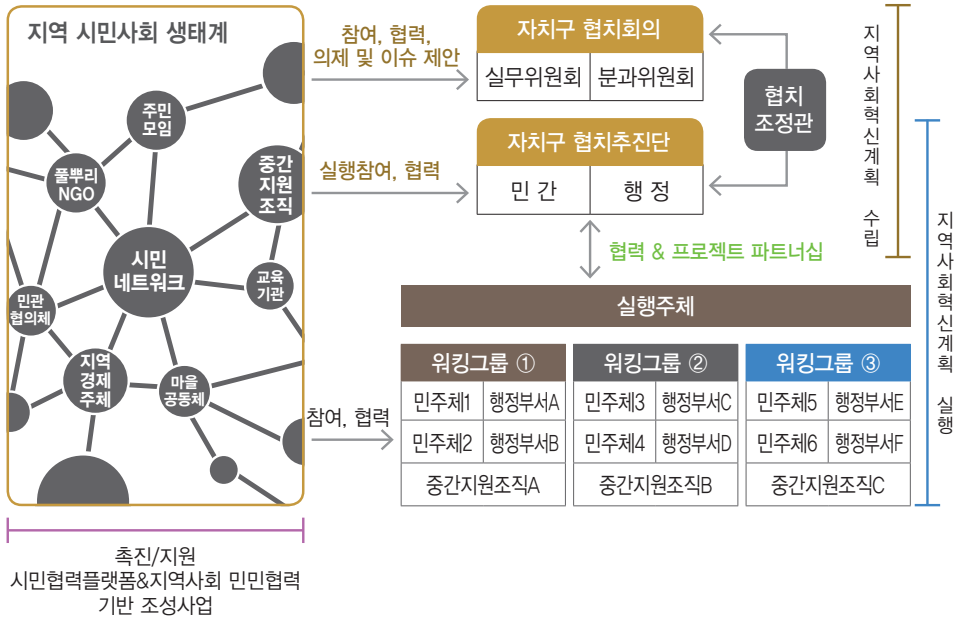 지역 시민사회 생태계
주민
모임
풀뿌리
NGO
중간
지원
조직
시민
네트워크
교육
기관
민관
협의체
지역
경제
주체
마을
공동체
촉진/지원
시민협력플랫폼&지역사회 민민협력
기반 조성사업
참여, 협력,
의제 및 이슈 제안
실행참여, 협력
참여, 협력
자치구 협치회의
실무위원회 분과위원회
자치구 협치추진단
민 간 행 정
협치
조정관
협력 & 프로젝트 파트너십
실행주체
워킹그룹 ①
민주체1 행정부서A
민주체2 행정부서B
중간지원조직A
워킹그룹 ②
민주체3 행정부서C
민주체4 행정부서D
중간지원조직B
워킹그룹 ③
민주체5 행정부서E
민주체6 행정부서F
중간지원조직C
지역사회혁신계획 수립
지역사회혁신계획 실행